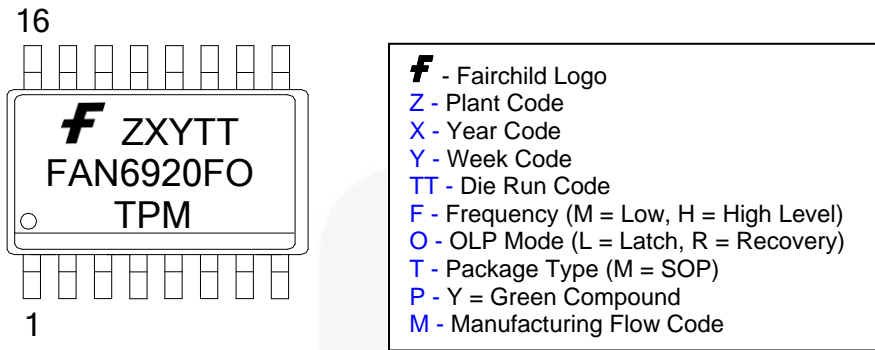 16
ZXYTT
FAN6920FO
TPM
1
- Fairchild Logo
Z - Plant Code
X - Year Code
Y - Week Code
TT - Die Run Code
F - Frequency (M = Low, H = High Level)
O - OLP Mode (L = Latch, R = Recovery)
T - Package Type (M = SOP)
P - Y = Green Compound
M - Manufacturing Flow Code